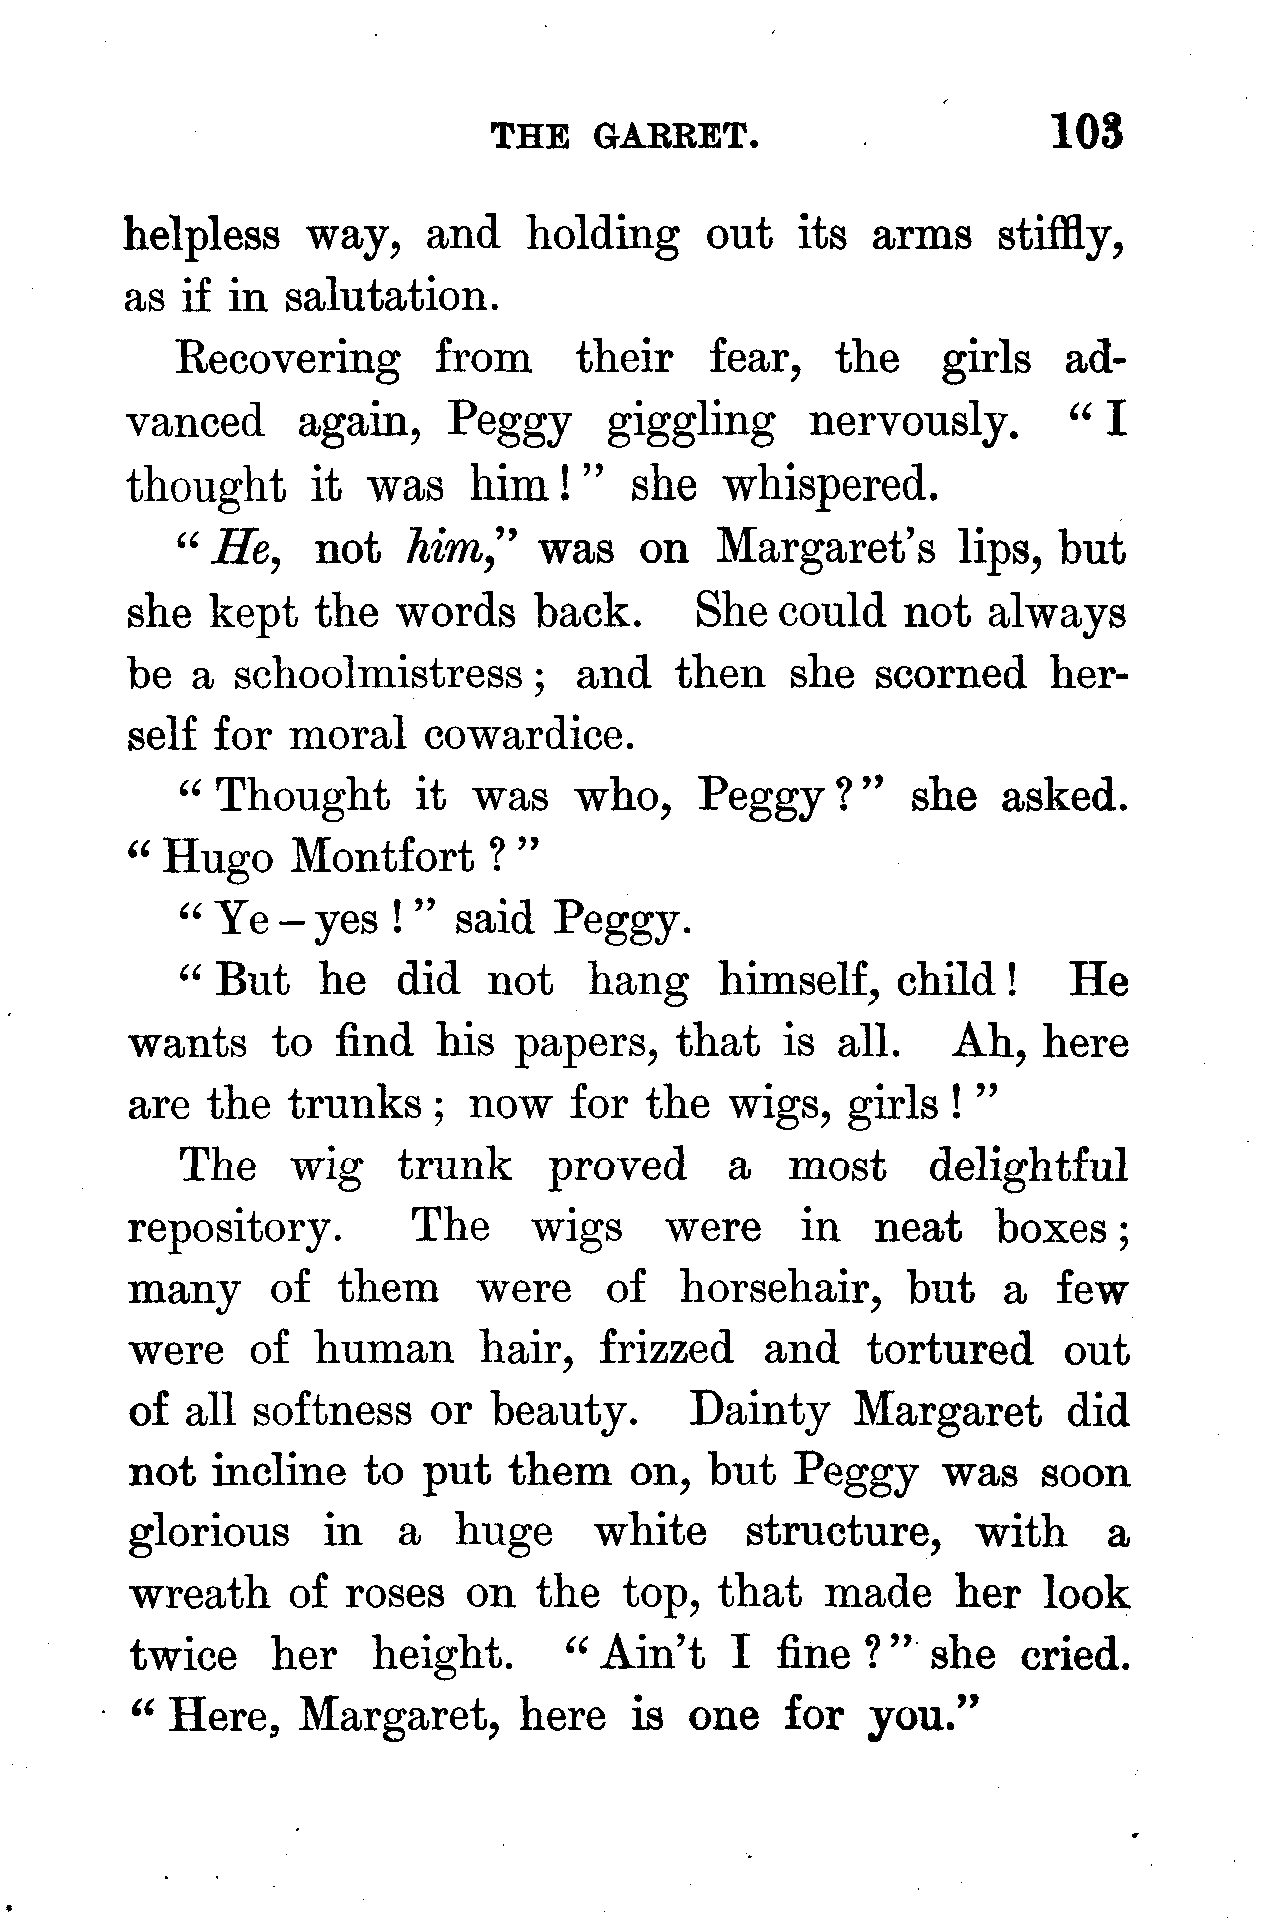 THE GARRET. 103
helpless way, and holding out its arms stiffly,
as if in salutation.
Recovering from their fear, the girls ad-
vanced again, Peggy giggling nervously. “ I
thought it was him ! ” she whispered.
“ He, not him,” was on Margaret’s lips, but
she kept the words back. She could not always
be a schoolmistress ; and then she scorned her-
self for moral cowardice.
“ Thought it was who, Peggy ? ” she asked.
“ Hugo Montfort ? ”
“ Ye – yes ! ” said Peggy.
“ But he did not hang himself, child ! He
wants to find his papers, that is all. Ah, here
are the trunks ; now for the wigs, girls ! ”
The wig trunk proved a most delightful
repository. The wigs were in neat boxes ;
many of them were of horsehair, but a few
were of human hair, frizzed and tortured out
of all softness or beauty. Dainty Margaret did
not incline to put them on, but Peggy was soon
glorious in a huge white structure, with a
wreath of roses on the top, that made her look
twice her height. “ Ain’t I fine ? ” she cried.
“ Here, Margaret, here is one for you.”